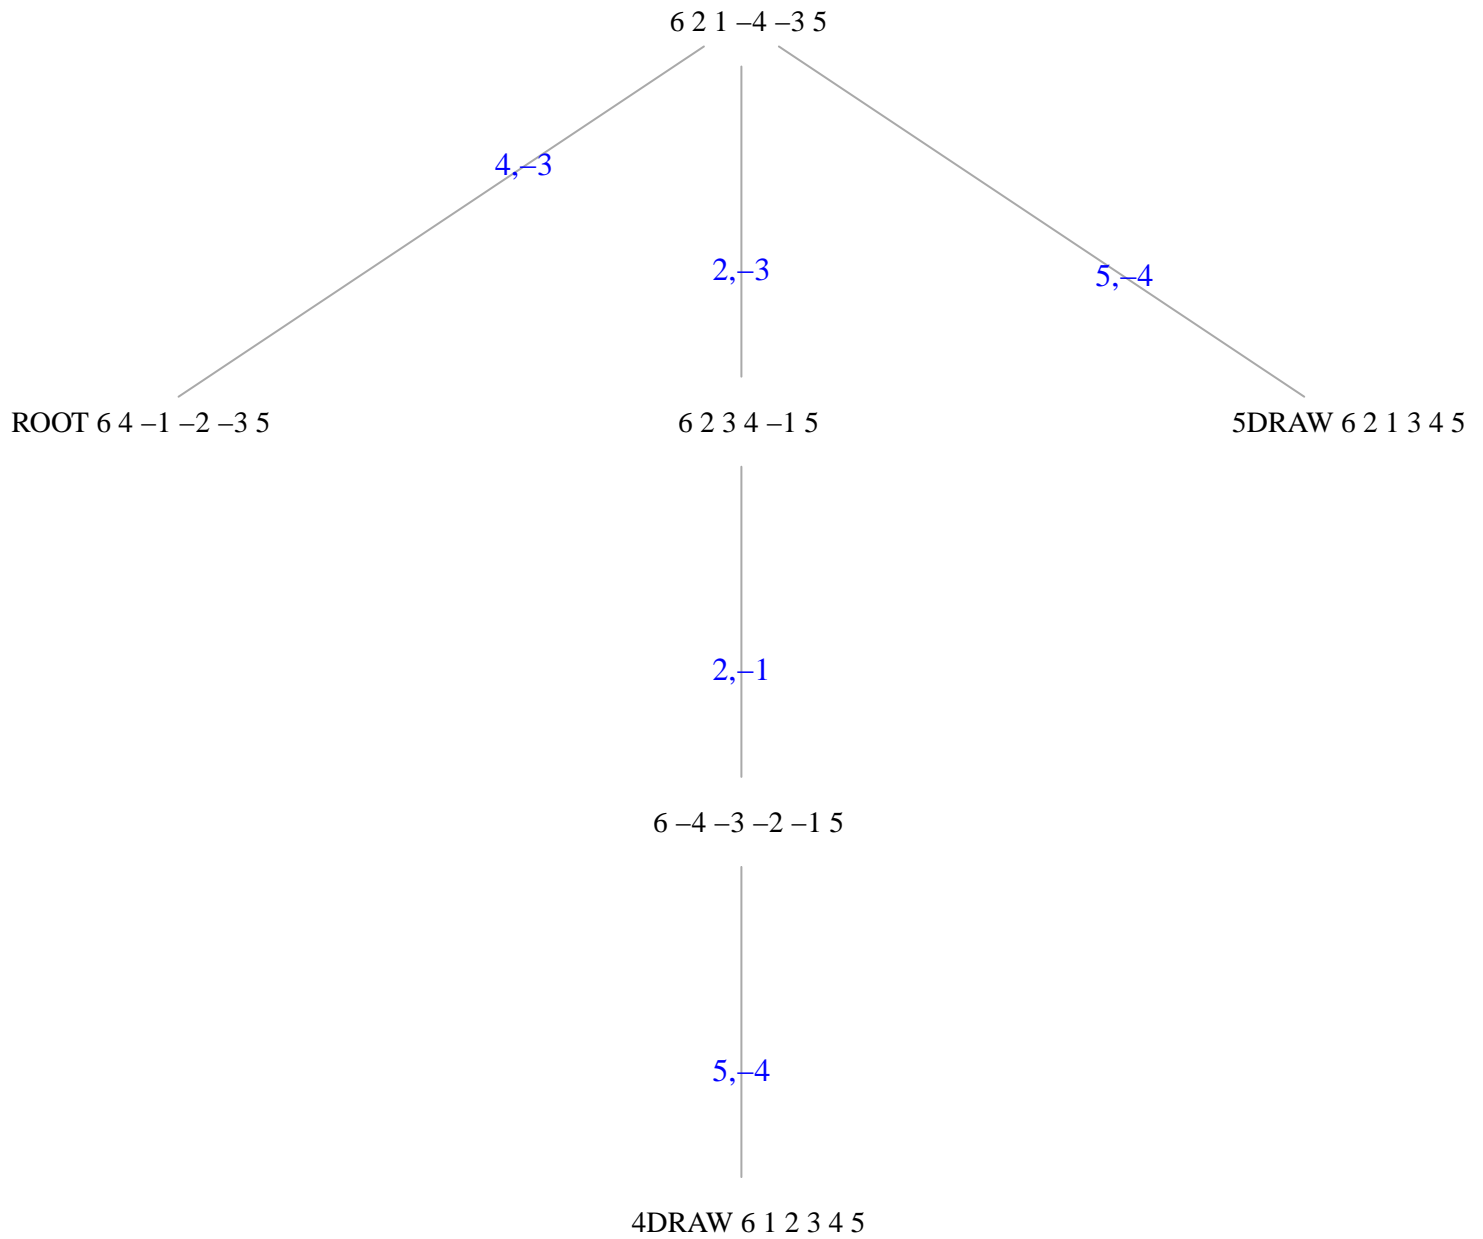 6 2 1 –4 –3 5
4,–3
2,–3
5,–4
ROOT 6 4 –1 –2 –3 5
6 2 3 4 –1 5
5DRAW 6 2 1 3 4 5
2,–1
6 –4 –3 –2 –1 5
5,–4
4DRAW 6 1 2 3 4 5